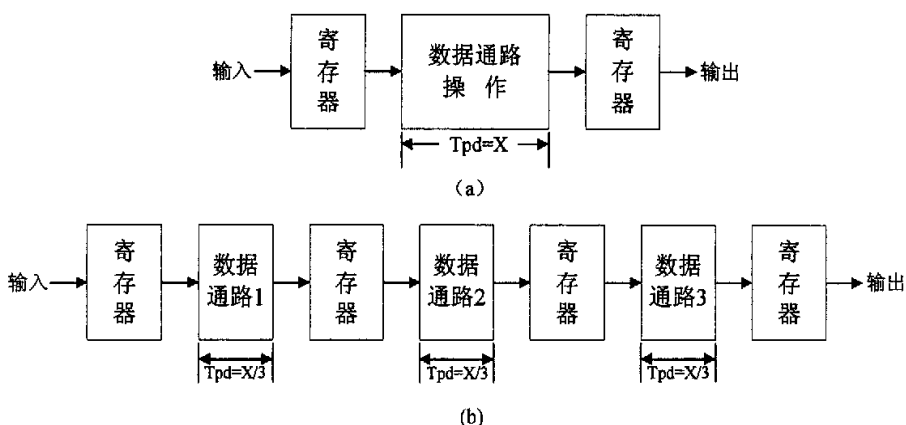 输入
寄存器
数据通路
操 作
寄存器
输出
Tpd=X
(a)
输入
寄存器
数据
通路1
寄存器
数据
通路2
寄存器
数据
通路3
寄存器
输出
Tpd=X/3
Tpd=X/3
Tpd=X/3
(b)